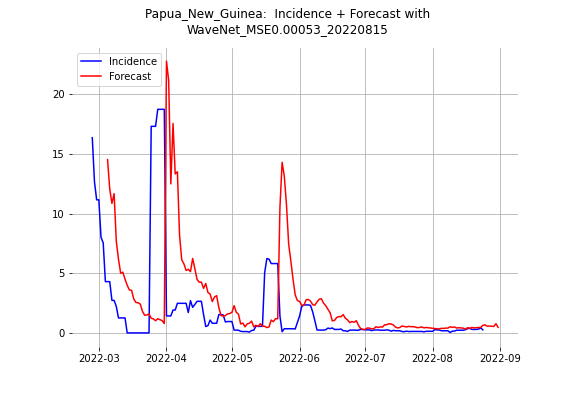 Papua_New_Guinea:  Incidence + Forecast with
WaveNet_MSE0.00053_20220815
Incidence
Forecast
20
15
10
5
0
2022-03 2022-04 2022-05 2022-06 2022-07 2022-08 2022-09